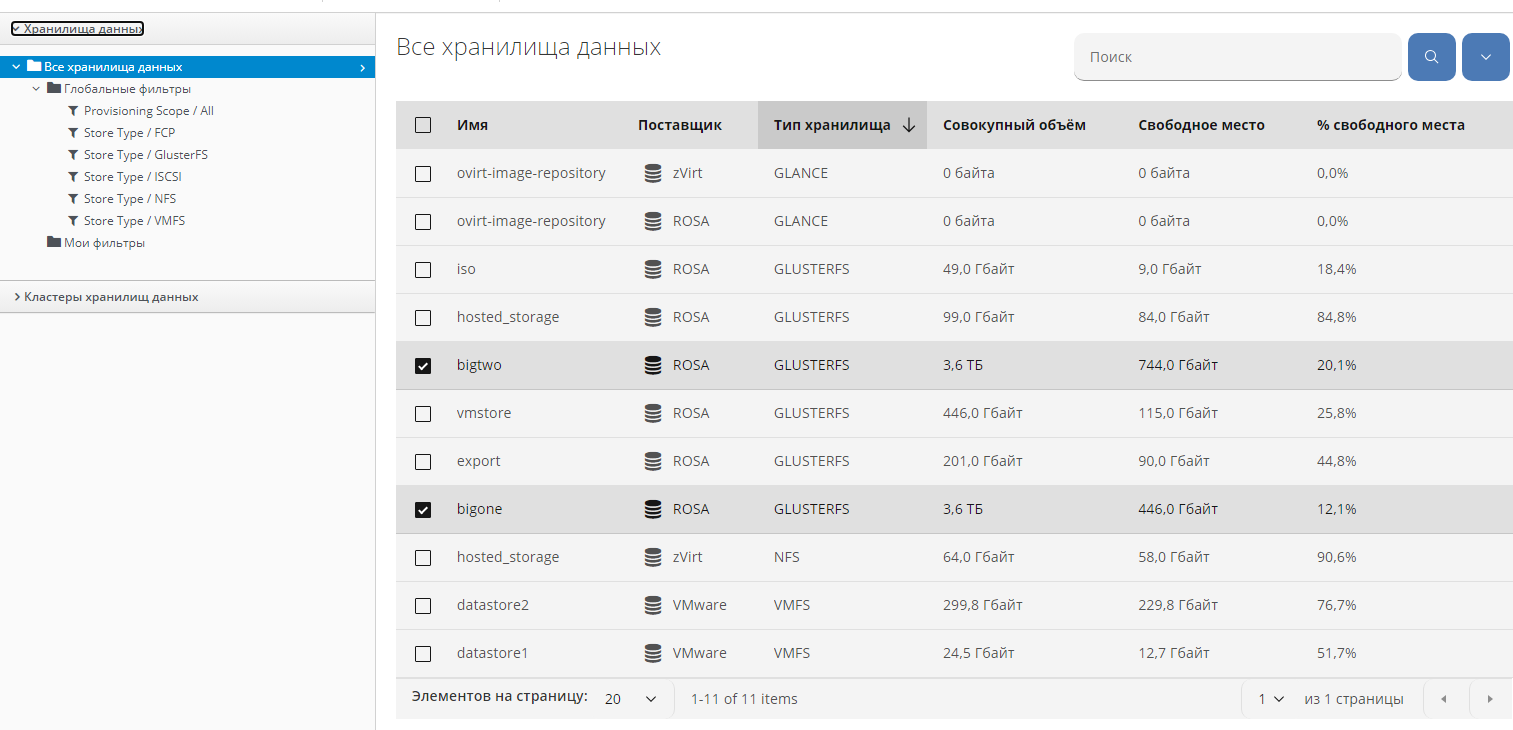 Хранилища данных
Все хранилища данных
Глобальные фильтры
Provisioning Scope / All
Store Type / FCP
Store Type / GlusterFS
Store Type / ISCSI
Store Type / NFS
Store Type / VMFS
Мои фильтры
Кластеры хранилищ данных
Все хранилища данных
Поиск
Имя Поставщик Тип хранилища Совокупный объём Свободное место % свободного места
ovirt-image-repository zVirt GLANCE 0 байта 0 байта 0,0%
ovirt-image-repository ROSA GLANCE 0 байта 0 байта 0,0%
iso ROSA GLUSTERFS 49,0 Гбайт 9,0 Гбайт 18,4%
hosted_storage ROSA GLUSTERFS 99,0 Гбайт 84,0 Гбайт 84,8%
bigtwo ROSA GLUSTERFS 3,6 ТБ 744,0 Гбайт 20,1%
vmstore ROSA GLUSTERFS 446,0 Гбайт 115,0 Гбайт 25,8%
export ROSA GLUSTERFS 201,0 Гбайт 90,0 Гбайт 44,8%
bigone ROSA GLUSTERFS 3,6 ТБ 446,0 Гбайт 12,1%
hosted_storage zVirt NFS 64,0 Гбайт 58,0 Гбайт 90,6%
datastore2 VMware VMFS 299,8 Гбайт 229,8 Гбайт 76,7%
datastore1 VMware VMFS 24,5 Гбайт 12,7 Гбайт 51,7%
Элементов на страницу: 20 1-11 of 11 items 1 из 1 страницы